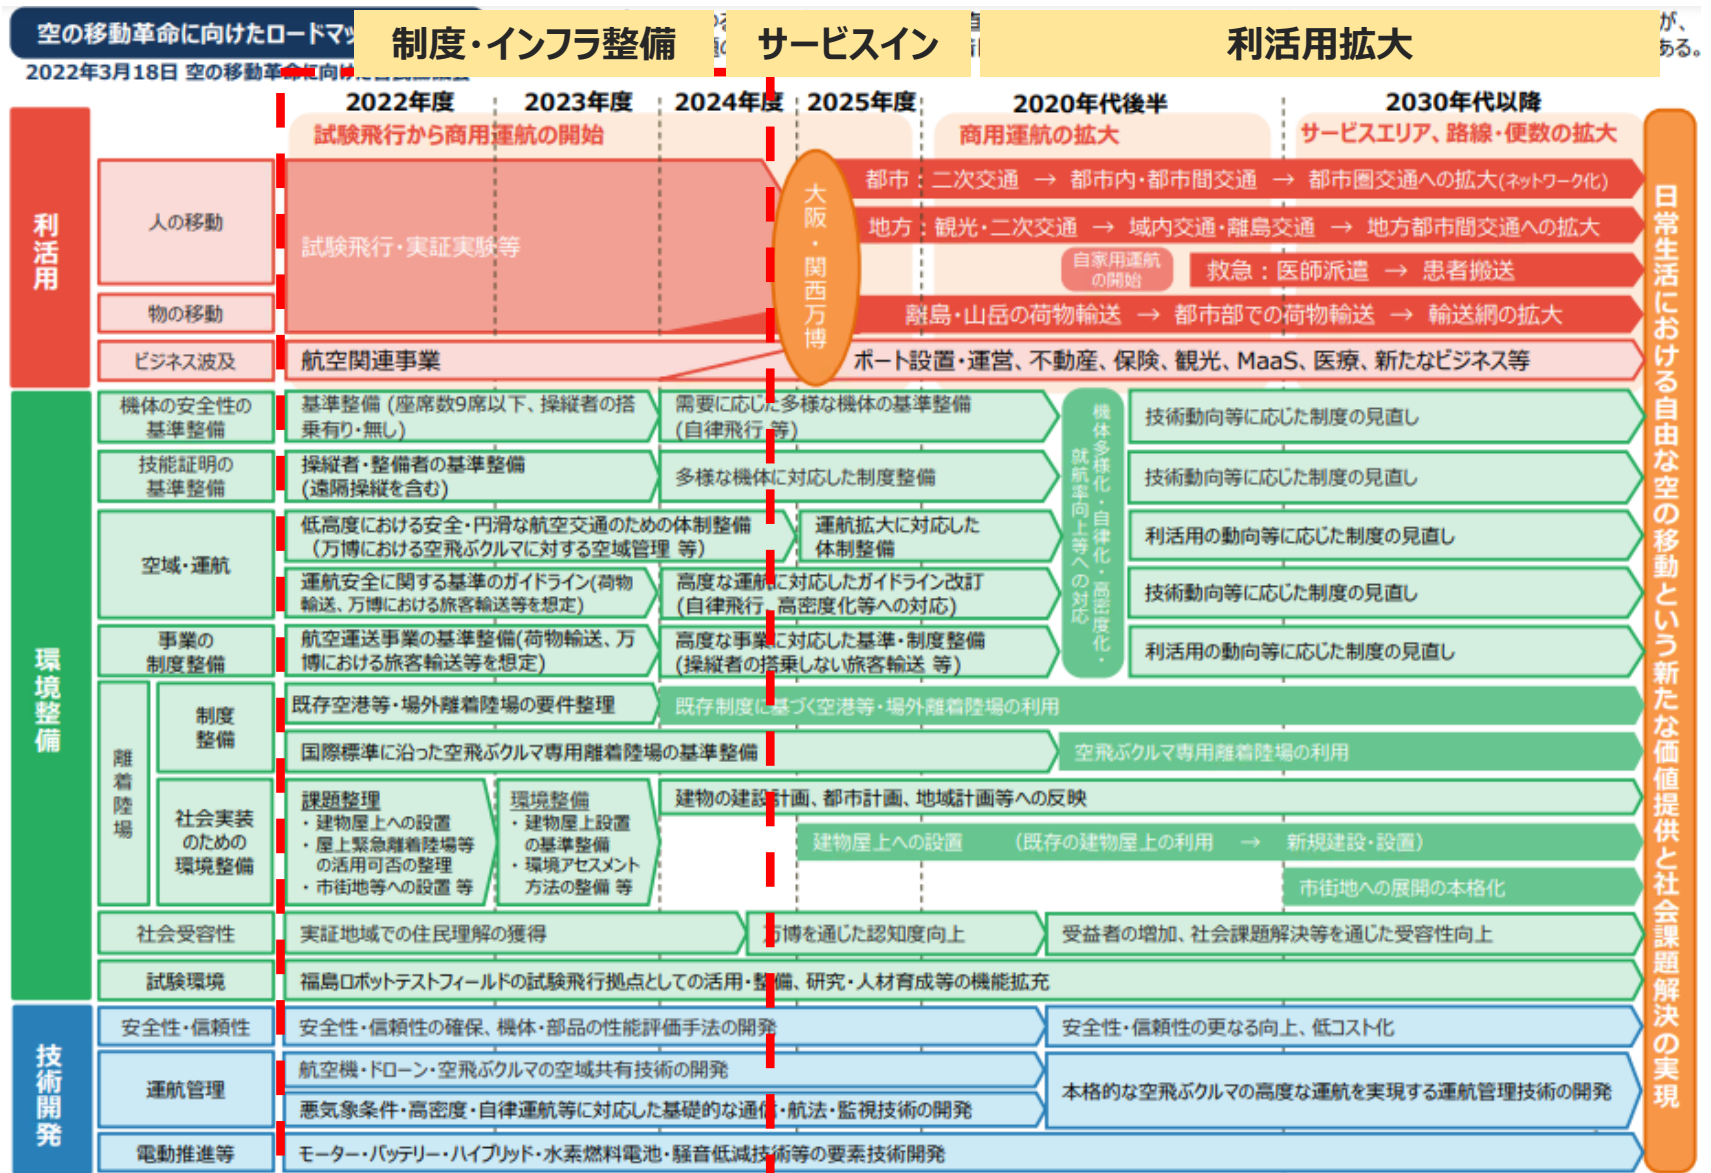 空の移動革命に向けたロードマッ
制度・インフラ整備
サービスイン
利活用拡大
が、
ある。
2022年3月18日 空の移動革命に向け
2022年度
2023年度
2024年度
2025年度
2020年代後半
2030年代以降
試験飛行から商用運航の開始
商用運航の拡大
サービスエリア、路線・便数の拡大
利活用
人の移動
試験飛行・実証実験等
大阪・関西万博
都市：二次交通 → 都市内・都市間交通 → 都市圏交通への拡大(ネットワーク化)
地方：観光・二次交通 → 域内交通・離島交通 → 地方都市間交通への拡大
自家用運航
の開始
救急：医師派遣 → 患者搬送
物の移動
離島・山岳の荷物輸送 → 都市部での荷物輸送 → 輸送網の拡大
ビジネス波及
航空関連事業
ポート設置・運営、不動産、保険、観光、MaaS、医療、新たなビジネス等
環境整備
機体の安全性の
基準整備
基準整備 (座席数9席以下、操縦者の搭
乗有り・無し)
需要に応じた多様な機体の基準整備
(自律飛行 等)
機体多様化・自律化・高密度化・
就航率向上等への対応
技術動向等に応じた制度の見直し
技能証明の
基準整備
操縦者・整備者の基準整備
(遠隔操縦を含む)
多様な機体に対応した制度整備
技術動向等に応じた制度の見直し
空域・運航
低高度における安全・円滑な航空交通のための体制整備
（万博における空飛ぶクルマに対する空域管理 等）
運航拡大に対応した
体制整備
利活用の動向等に応じた制度の見直し
運航安全に関する基準のガイドライン(荷物
輸送、万博における旅客輸送等を想定)
高度な運航に対応したガイドライン改訂
(自律飛行、高密度化等への対応)
技術動向等に応じた制度の見直し
事業の
制度整備
航空運送事業の基準整備(荷物輸送、万
博における旅客輸送等を想定)
高度な事業に対応した基準・制度整備
(操縦者の搭乗しない旅客輸送 等)
利活用の動向等に応じた制度の見直し
離着陸場
制度
整備
既存空港等・場外離着陸場の要件整理
既存制度に基づく空港等・場外離着陸場の利用
国際標準に沿った空飛ぶクルマ専用離着陸場の基準整備
空飛ぶクルマ専用離着陸場の利用
社会実装
のための
環境整備
課題整理
・建物屋上への設置
・屋上緊急離着陸場等
の活用可否の整理
・市街地等への設置 等
環境整備
・建物屋上設置
の基準整備
・環境アセスメント
方法の整備 等
建物の建設計画、都市計画、地域計画等への反映
建物屋上への設置 （既存の建物屋上の利用 → 新規建設・設置）
市街地への展開の本格化
社会受容性
実証地域での住民理解の獲得
万博を通じた認知度向上
受益者の増加、社会課題解決等を通じた受容性向上
試験環境
福島ロボットテストフィールドの試験飛行拠点としての活用・整備、研究・人材育成等の機能拡充
技術開発
安全性・信頼性
安全性・信頼性の確保、機体・部品の性能評価手法の開発
安全性・信頼性の更なる向上、低コスト化
運航管理
航空機・ドローン・空飛ぶクルマの空域共有技術の開発
悪気象条件・高密度・自律運航等に対応した基礎的な通信・航法・監視技術の開発
本格的な空飛ぶクルマの高度な運航を実現する運航管理技術の開発
電動推進等
モーター・バッテリー・ハイブリッド・水素燃料電池・騒音低減技術等の要素技術開発
日常生活における自由な空の移動という新たな価値提供と社会課題解決の実現